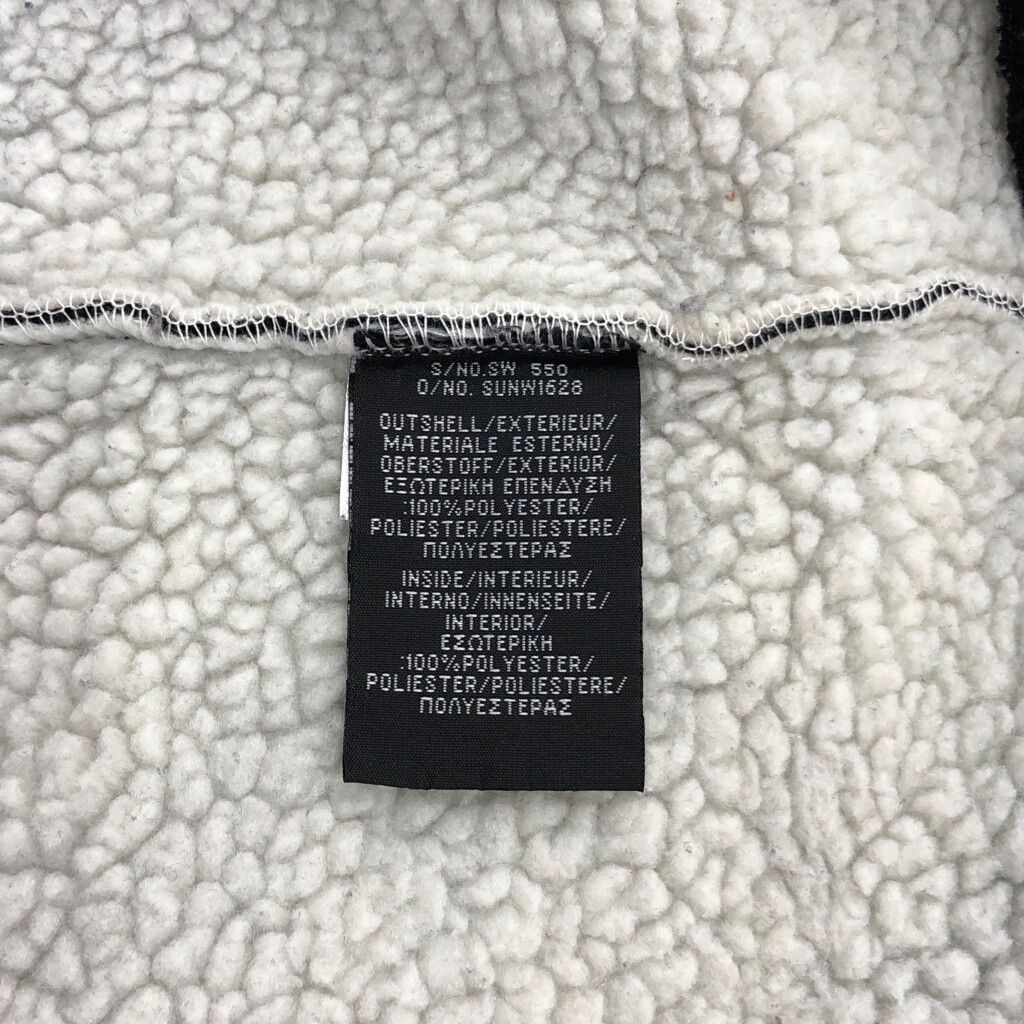 S/NO.SW 550
O/NO. SUNW1628
OUTSHELL/EXTERIEUR/
MATERIALE ESTERNO/
OBERSTOFF/EXTERIOR/
ΕΞΩΤΕΡΙΚΗ ΕΠΕΝΔΥΣΗ
:100%POLYESTER/
POLIESTER/POLIESTERE/
ΠΟΛΥΕΣΤΕΡΑΣ
INSIDE/INTERIEUR/
INTERNO/INNENSEITE/
INTERIOR/
ΕΣΩΤΕΡΙΚΗ
:100%POLYESTER/
POLIESTER/POLIESTERE/
ΠΟΛΥΕΣΤΕΡΑΣ